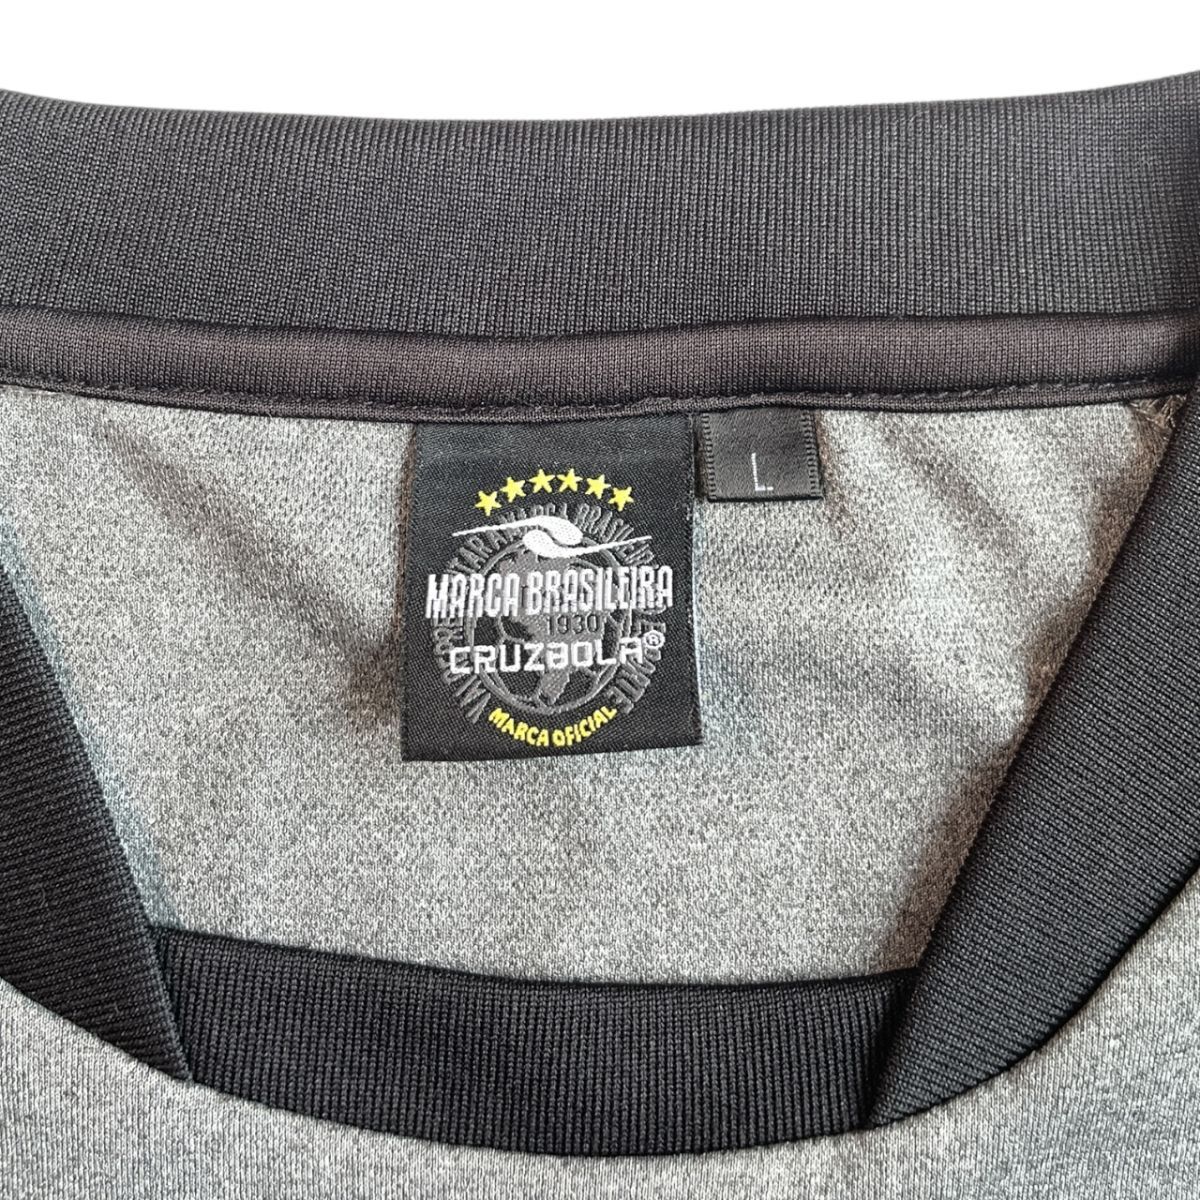 MARCA BRASILEIRA
1930
CRUZBOLA®
MARCA OFICIAL
L